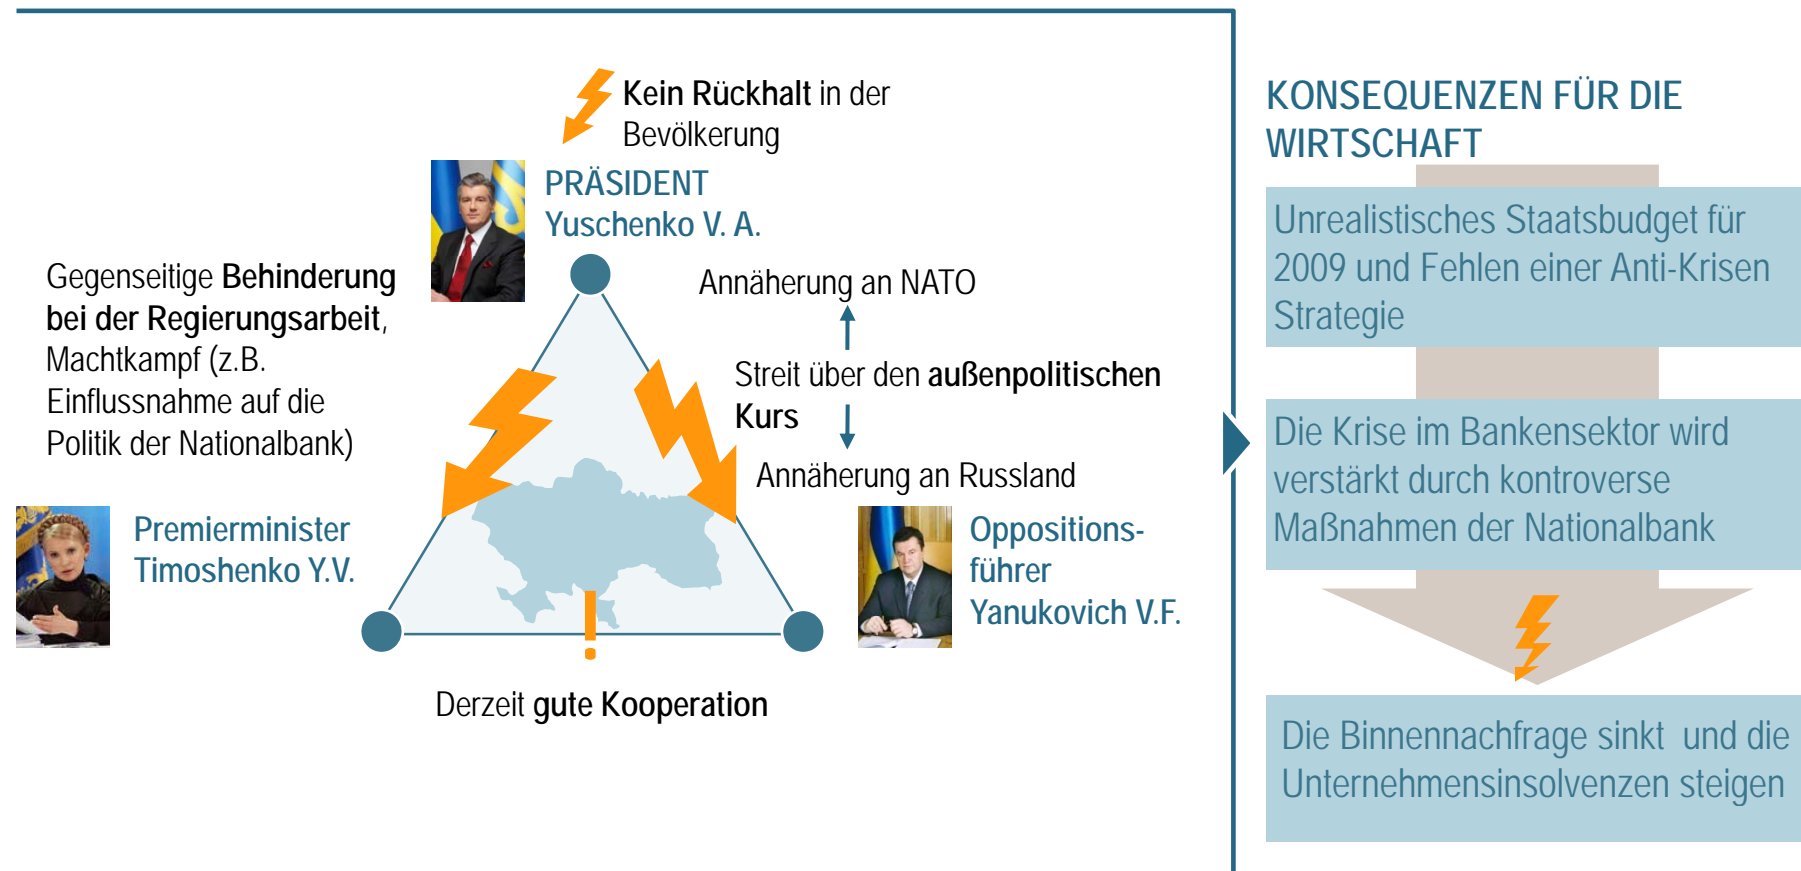 Kein Rückhalt in der
Bevölkerung
PRÄSIDENT
Yuschenko V. A.
Gegenseitige Behinderung
bei der Regierungsarbeit,
Machtkampf (z.B.
Einflussnahme auf die
Politik der Nationalbank)
Annäherung an NATO
Streit über den außenpolitischen
Kurs
Annäherung an Russland
Premierminister
Timoshenko Y.V.
Oppositions-
führer
Yanukovich V.F.
!
Derzeit gute Kooperation
KONSEQUENZEN FÜR DIE
WIRTSCHAFT
Unrealistisches Staatsbudget für
2009 und Fehlen einer Anti-Krisen
Strategie
Die Krise im Bankensektor wird
verstärkt durch kontroverse
Maßnahmen der Nationalbank
Die Binnennachfrage sinkt  und die
Unternehmensinsolvenzen steigen